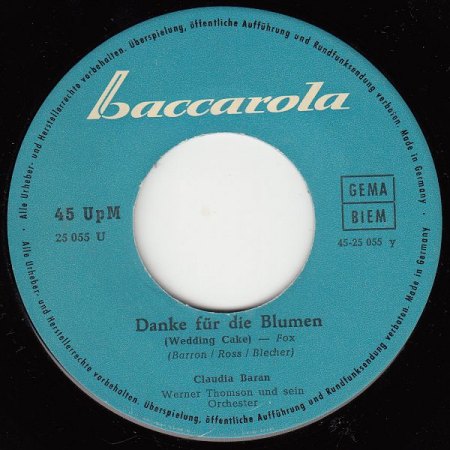 Alle Urheber- und Herstellerrechte vorbehalten. Überspielung, öffentliche Aufführung und Rundfunksendung verboten. Made in Germany.
baccarola
45 UpM
25 055 U
GEMA
BIEM
45-25 055 y
Danke für die Blumen
(Wedding Cake) — Fox
(Barron / Ross / Blecher)
Claudia Baran
Werner Thomson und sein
Orchester
Alle Urheber- und Herstellerrechte vorbehalten. Überspielung, öffentliche Aufführung und Rundfunksendung verboten. Made in Germany.